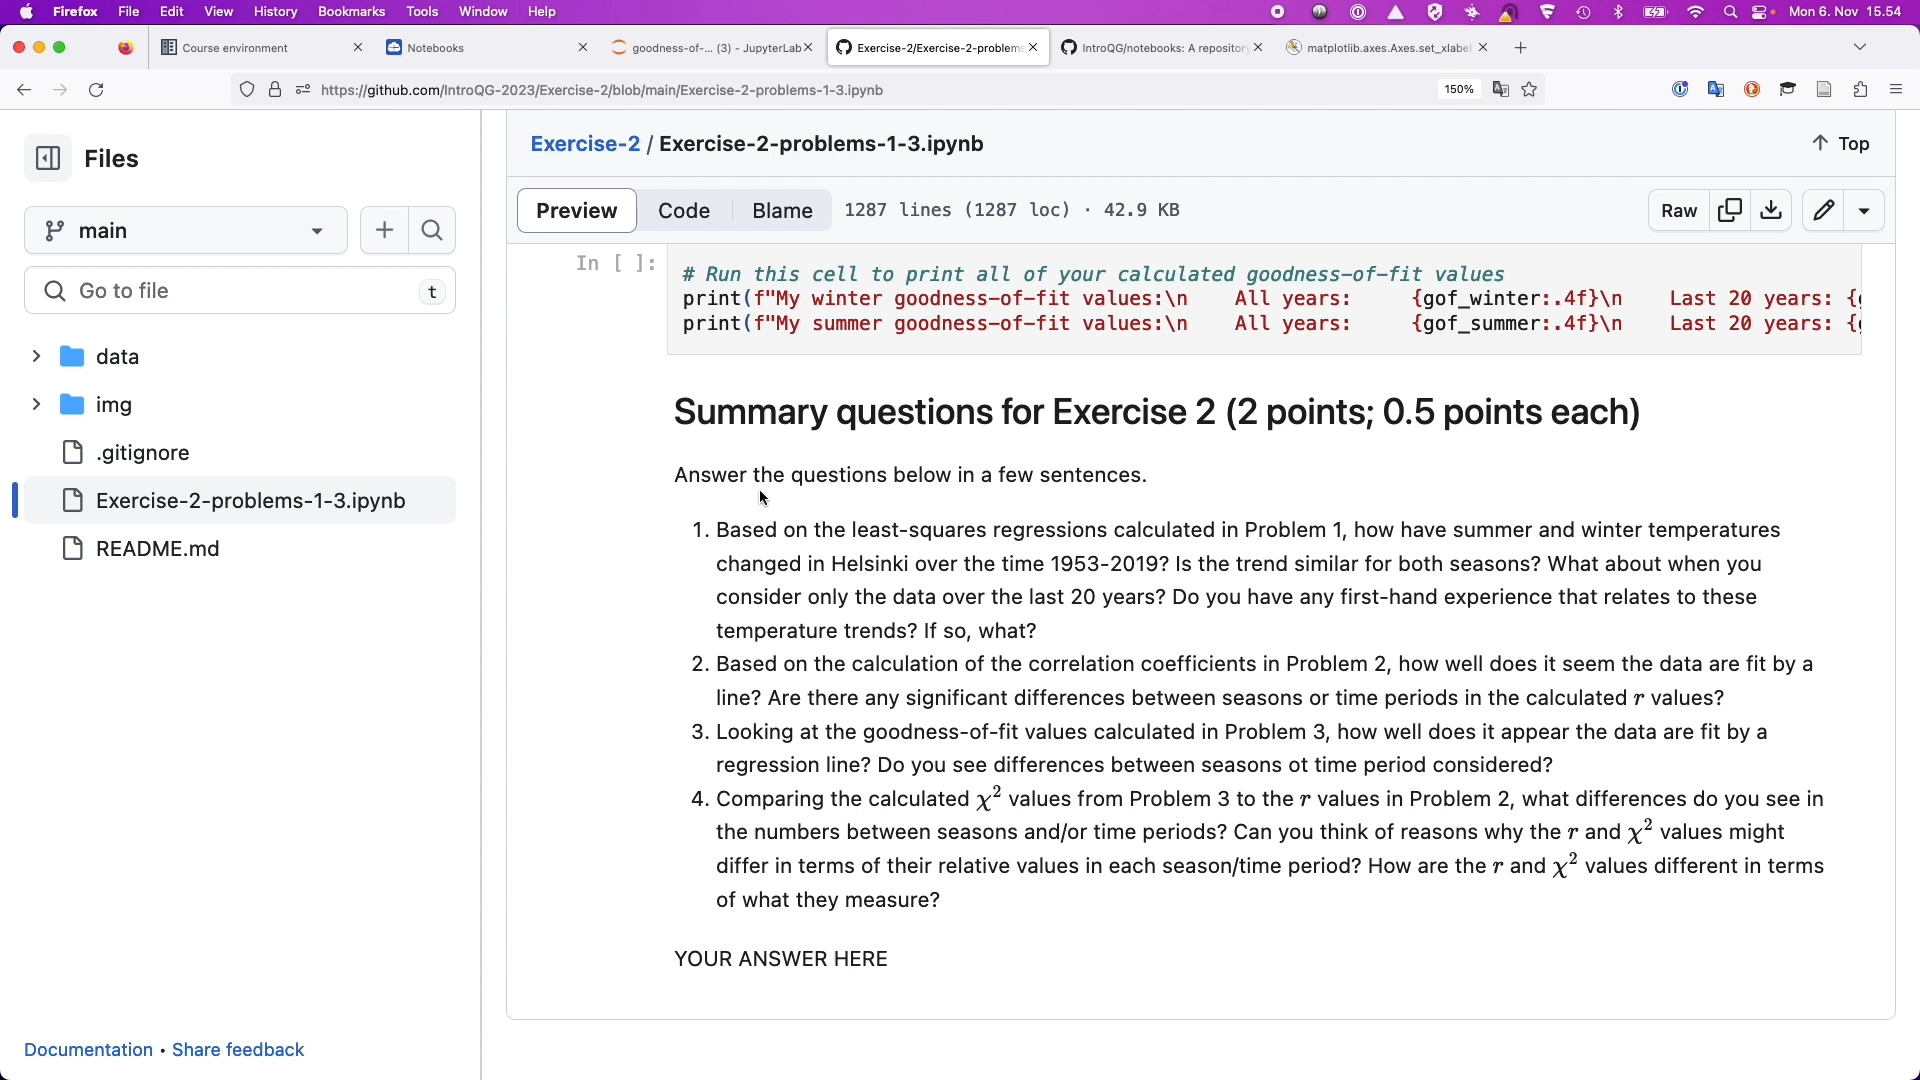 Firefox File Edit View History Bookmarks Tools Window Help Mon 6. Nov 15.54
Course environment Notebooks goodness-of-... (3) - JupyterLab Exercise-2/Exercise-2-problems IntroQG/notebooks: A repository matplotlib.axes.Axes.set_xlabel
https://github.com/IntroQG-2023/Exercise-2/blob/main/Exercise-2-problems-1-3.ipynb 150%
Files
main
Go to file t
data
img
.gitignore
Exercise-2-problems-1-3.ipynb
README.md
Documentation • Share feedback
Exercise-2 / Exercise-2-problems-1-3.ipynb Top
Preview Code Blame 1287 lines (1287 loc) · 42.9 KB Raw
In [ ]: # Run this cell to print all of your calculated goodness-of-fit values
print(f"My winter goodness-of-fit values:\n    All years:     {gof_winter:.4f}\n    Last 20 years: {
print(f"My summer goodness-of-fit values:\n    All years:     {gof_summer:.4f}\n    Last 20 years: {
Summary questions for Exercise 2 (2 points; 0.5 points each)
Answer the questions below in a few sentences.
1. Based on the least-squares regressions calculated in Problem 1, how have summer and winter temperatures
changed in Helsinki over the time 1953-2019? Is the trend similar for both seasons? What about when you
consider only the data over the last 20 years? Do you have any first-hand experience that relates to these
temperature trends? If so, what?
2. Based on the calculation of the correlation coefficients in Problem 2, how well does it seem the data are fit by a
line? Are there any significant differences between seasons or time periods in the calculated r values?
3. Looking at the goodness-of-fit values calculated in Problem 3, how well does it appear the data are fit by a
regression line? Do you see differences between seasons ot time period considered?
4. Comparing the calculated χ² values from Problem 3 to the r values in Problem 2, what differences do you see in
the numbers between seasons and/or time periods? Can you think of reasons why the r and χ² values might
differ in terms of their relative values in each season/time period? How are the r and χ² values different in terms
of what they measure?
YOUR ANSWER HERE